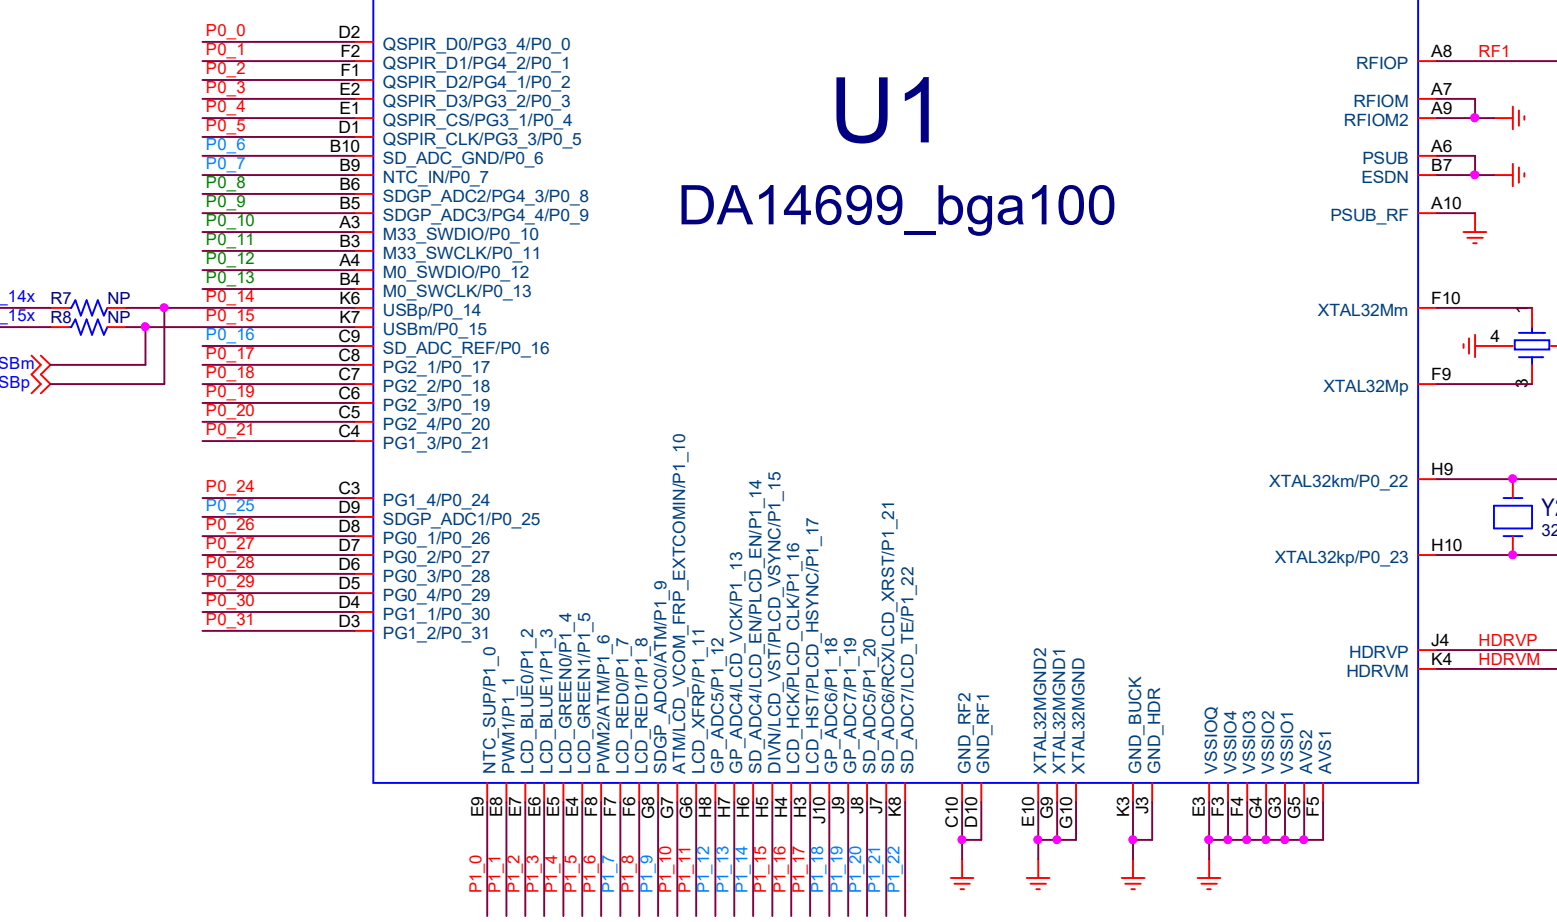 U1
DA14699_bga100
P0_0 D2 QSPIR_D0/PG3_4/P0_0
P0_1 F2 QSPIR_D1/PG4_2/P0_1
P0_2 F1 QSPIR_D2/PG4_1/P0_2
P0_3 E2 QSPIR_D3/PG3_2/P0_3
P0_4 E1 QSPIR_CS/PG3_1/P0_4
P0_5 D1 QSPIR_CLK/PG3_3/P0_5
P0_6 B10 SD_ADC_GND/P0_6
P0_7 B9 NTC_IN/P0_7
P0_8 B6 SDGP_ADC2/PG4_3/P0_8
P0_9 B5 SDGP_ADC3/PG4_4/P0_9
P0_10 A3 M33_SWDIO/P0_10
P0_11 B3 M33_SWCLK/P0_11
P0_12 A4 M0_SWDIO/P0_12
P0_13 B4 M0_SWCLK/P0_13
_14x R7 NP P0_14 K6 USBp/P0_14
_15x R8 NP P0_15 K7 USBm/P0_15
P0_16 C9 SD_ADC_REF/P0_16
SBm P0_17 C8 PG2_1/P0_17
SBp P0_18 C7 PG2_2/P0_18
P0_19 C6 PG2_3/P0_19
P0_20 C5 PG2_4/P0_20
P0_21 C4 PG1_3/P0_21
P0_24 C3 PG1_4/P0_24
P0_25 D9 SDGP_ADC1/P0_25
P0_26 D8 PG0_1/P0_26
P0_27 D7 PG0_2/P0_27
P0_28 D6 PG0_3/P0_28
P0_29 D5 PG0_4/P0_29
P0_30 D4 PG1_1/P0_30
P0_31 D3 PG1_2/P0_31
RFIOP A8 RF1
RFIOM A7
RFIOM2 A9
PSUB A6
ESDN B7
PSUB_RF A10
XTAL32Mm F10 1
4
XTAL32Mp F9 3
XTAL32km/P0_22 H9
Y2
32
XTAL32kp/P0_23 H10
HDRVP J4 HDRVP
HDRVM K4 HDRVM
NTC_SUP/P1_0 E9 P1_0
PWM1/P1_1 E8 P1_1
LCD_BLUE0/P1_2 E7 P1_2
LCD_BLUE1/P1_3 E6 P1_3
LCD_GREEN0/P1_4 E5 P1_4
LCD_GREEN1/P1_5 E4 P1_5
PWM2/ATM/P1_6 F8 P1_6
LCD_RED0/P1_7 F7 P1_7
LCD_RED1/P1_8 F6 P1_8
SDGP_ADC0/ATM/P1_9 G8 P1_9
ATM/LCD_VCOM_FRP_EXTCOMIN/P1_10 G7 P1_10
LCD_XFRP/P1_11 G6 P1_11
GP_ADC5/P1_12 H8 P1_12
GP_ADC4/LCD_VCK/P1_13 H7 P1_13
SD_ADC4/LCD_EN/PLCD_EN/P1_14 H6 P1_14
DIVN/LCD_VST/PLCD_VSYNC/P1_15 H5 P1_15
LCD_HCK/PLCD_CLK/P1_16 H4 P1_16
LCD_HST/PLCD_HSYNC/P1_17 H3 P1_17
GP_ADC6/P1_18 J10 P1_18
GP_ADC7/P1_19 J9 P1_19
SD_ADC5/P1_20 J8 P1_20
SD_ADC6/RCX/LCD_XRST/P1_21 J7 P1_21
SD_ADC7/LCD_TE/P1_22 K8 P1_22
GND_RF2 C10
GND_RF1 D10
XTAL32MGND2 E10
XTAL32MGND1 G9
XTAL32MGND G10
GND_BUCK K3
GND_HDR J3
VSSIOQ E3
VSSIO4 F3
VSSIO3 F4
VSSIO2 G4
VSSIO1 G3
AVS2 G5
AVS1 F5